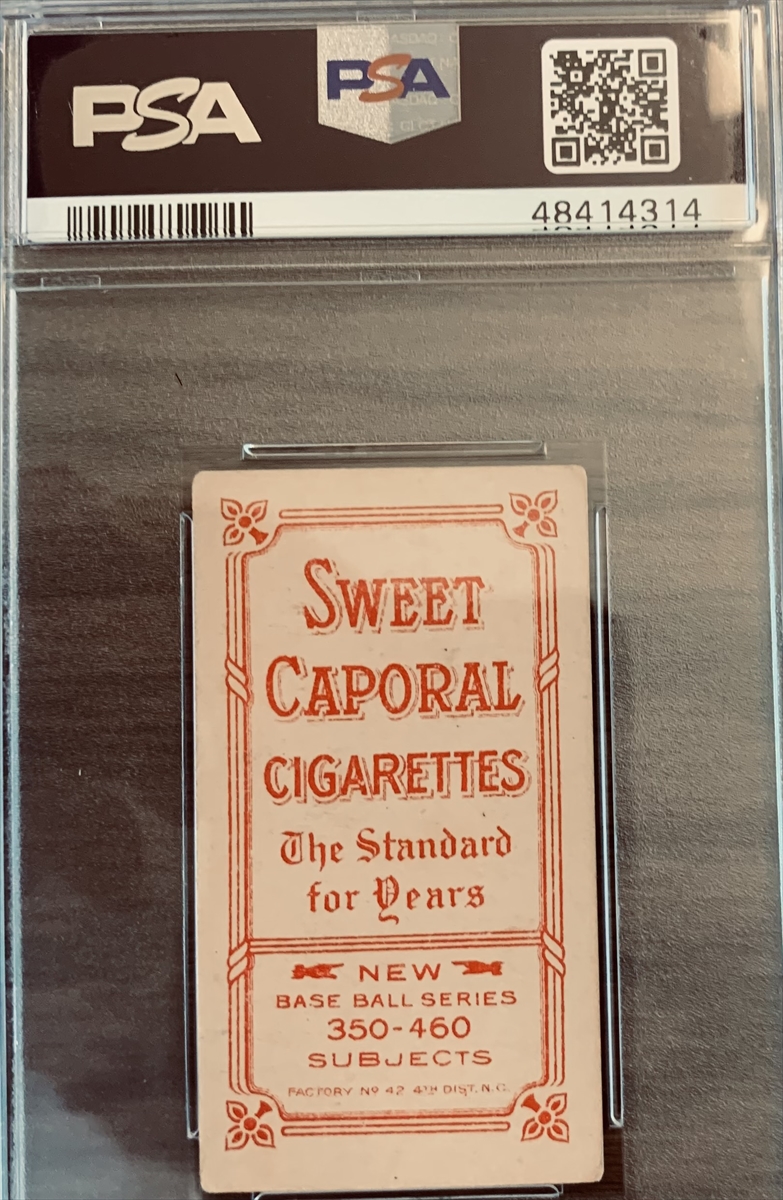 PSA
PSA
48414314
SWEET
CAPORAL
CIGARETTES
The Standard
for Years
NEW
BASE BALL SERIES
350-460
SUBJECTS
FACTORY No 42 4TH DIST. N.C.